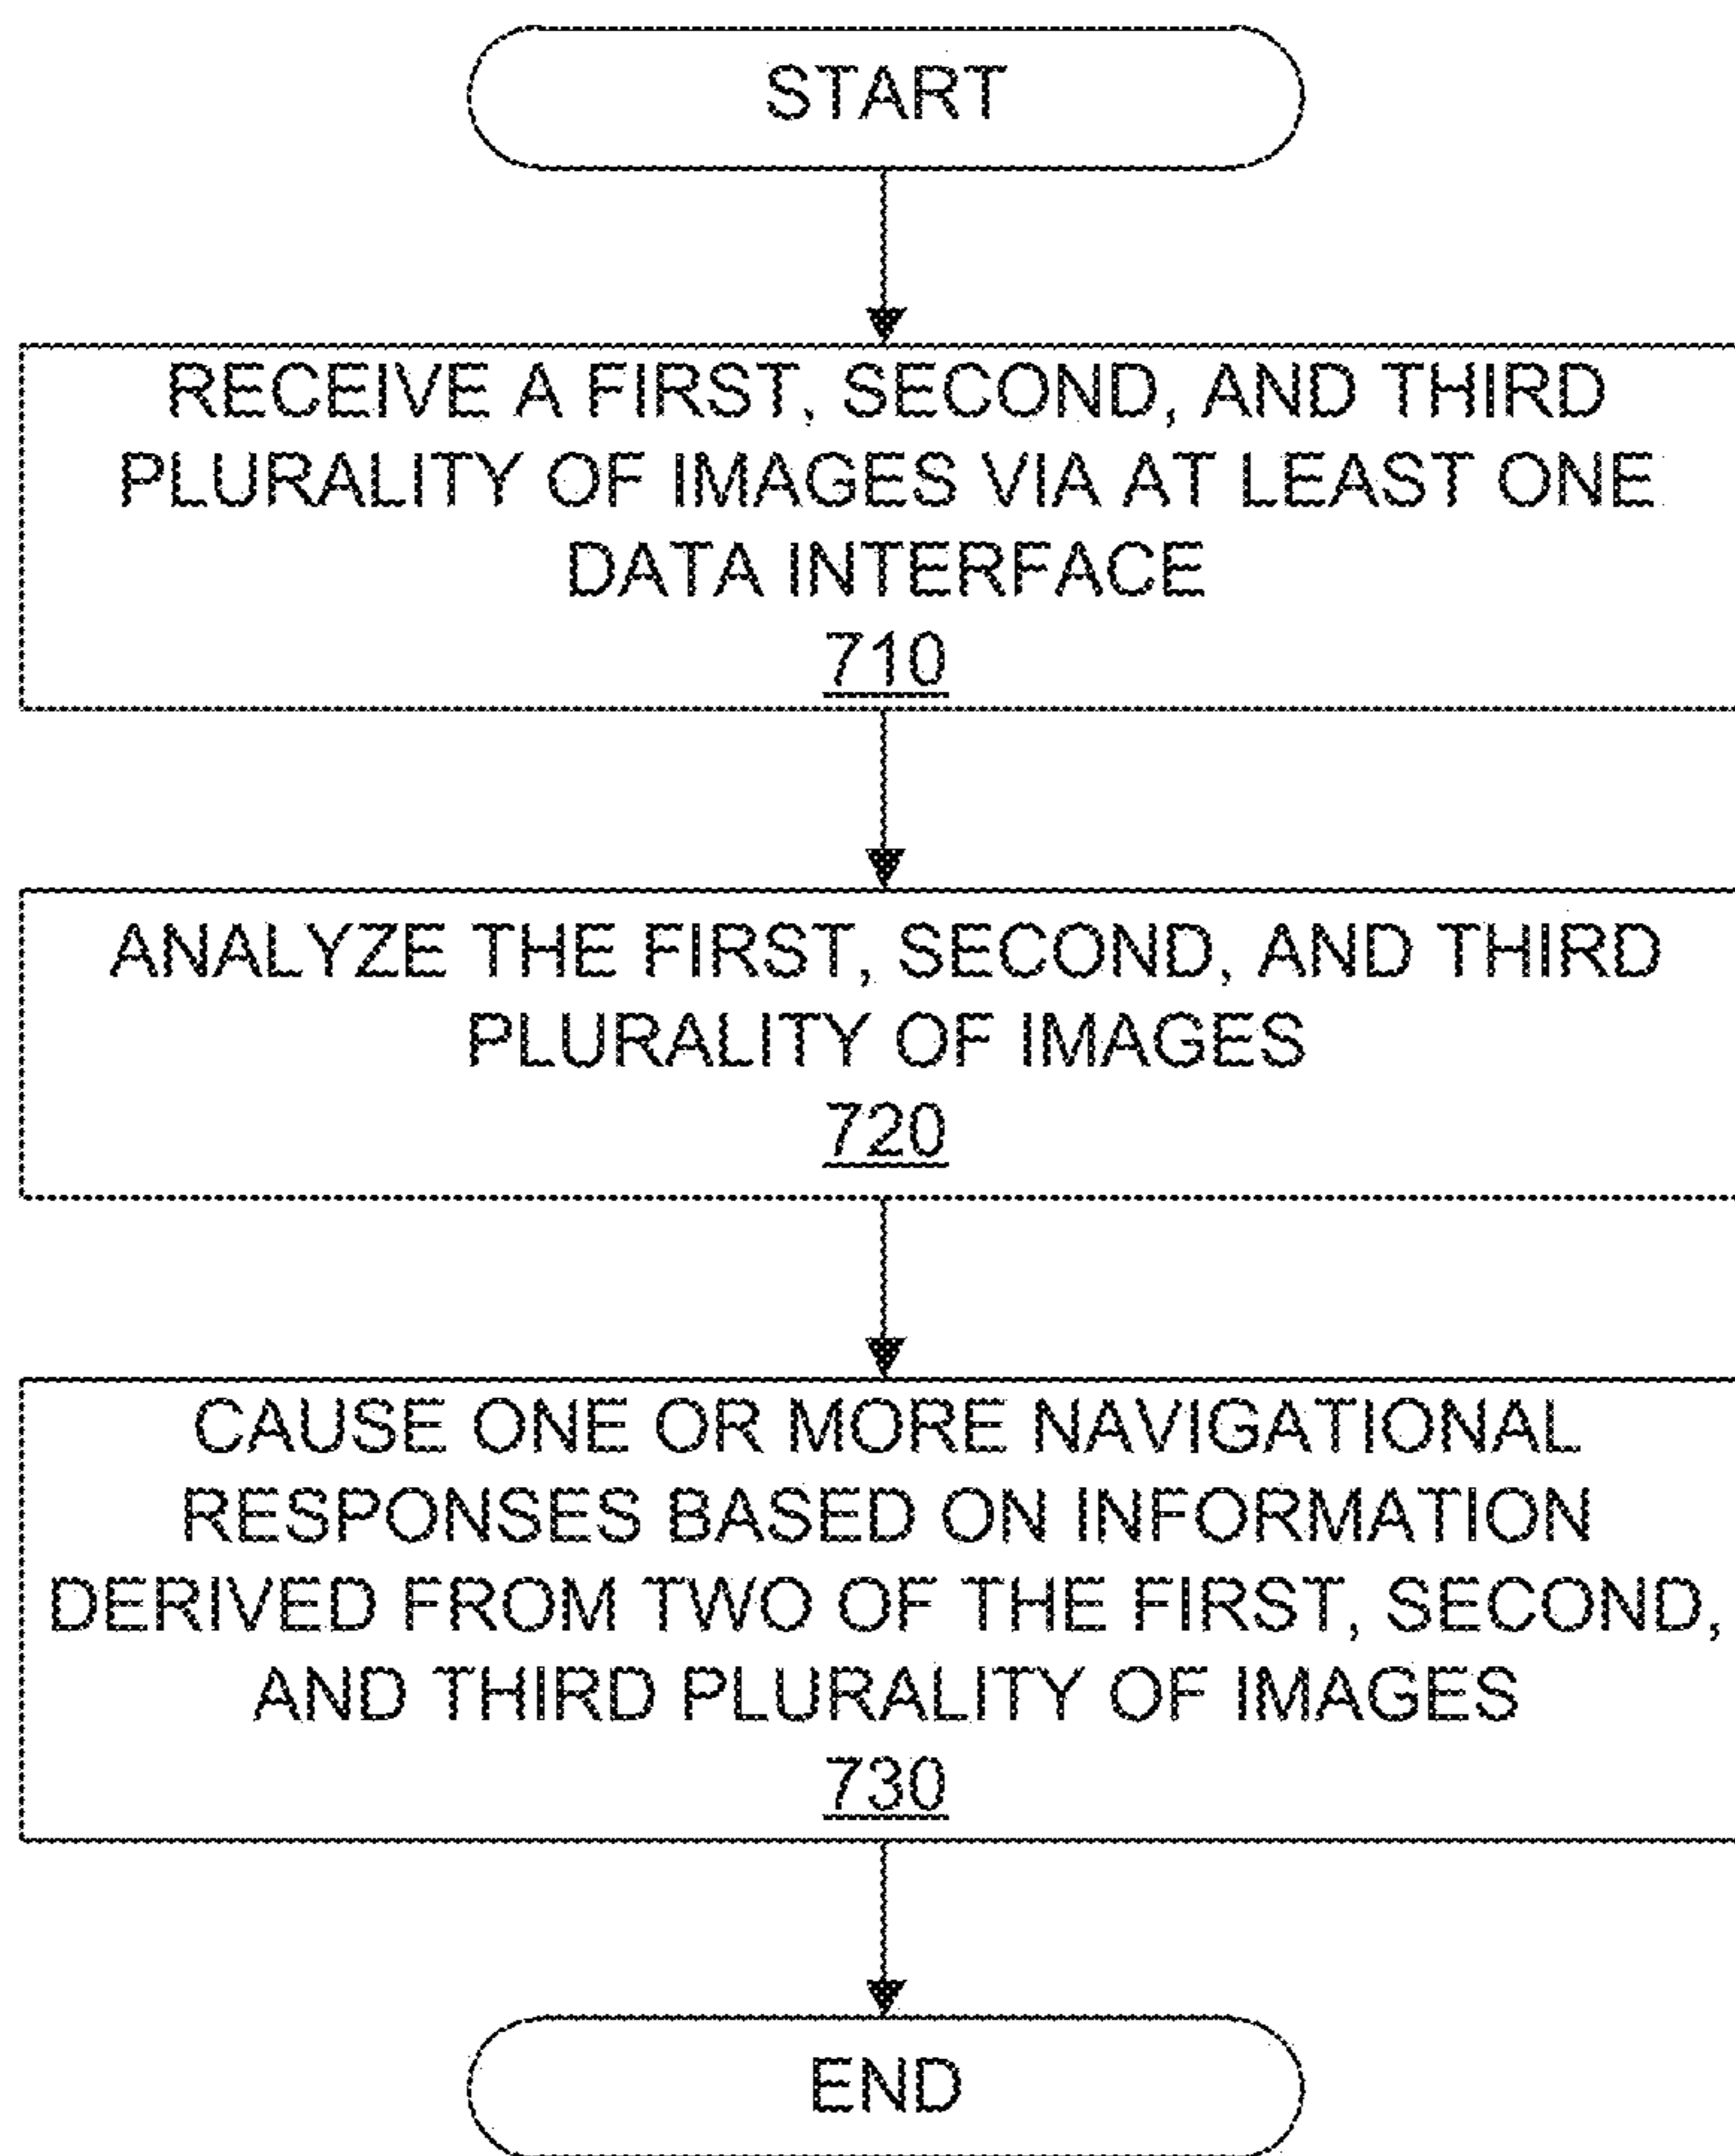 START
RECEIVE A FIRST, SECOND, AND THIRD
PLURALITY OF IMAGES VIA AT LEAST ONE
DATA INTERFACE
710
ANALYZE THE FIRST, SECOND, AND THIRD
PLURALITY OF IMAGES
720
CAUSE ONE OR MORE NAVIGATIONAL
RESPONSES BASED ON INFORMATION
DERIVED FROM TWO OF THE FIRST, SECOND,
AND THIRD PLURALITY OF IMAGES
730
END